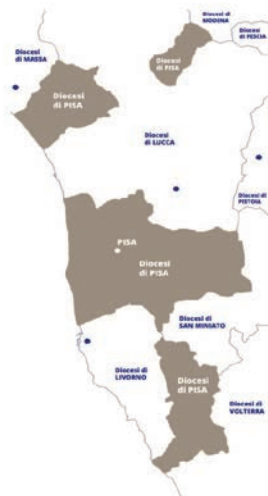 Diocesi di
MODENA
Diocesi
di PESCIA
Diocesi
di MASSA
Diocesi
di PISA
Diocesi
di PISA
Diocesi
di LUCCA
Diocesi
di PISTOIA
PISA
Diocesi
di PISA
Diocesi di
SAN MINIATO
Diocesi
di LIVORNO
Diocesi
di PISA
Diocesi di
VOLTERRA